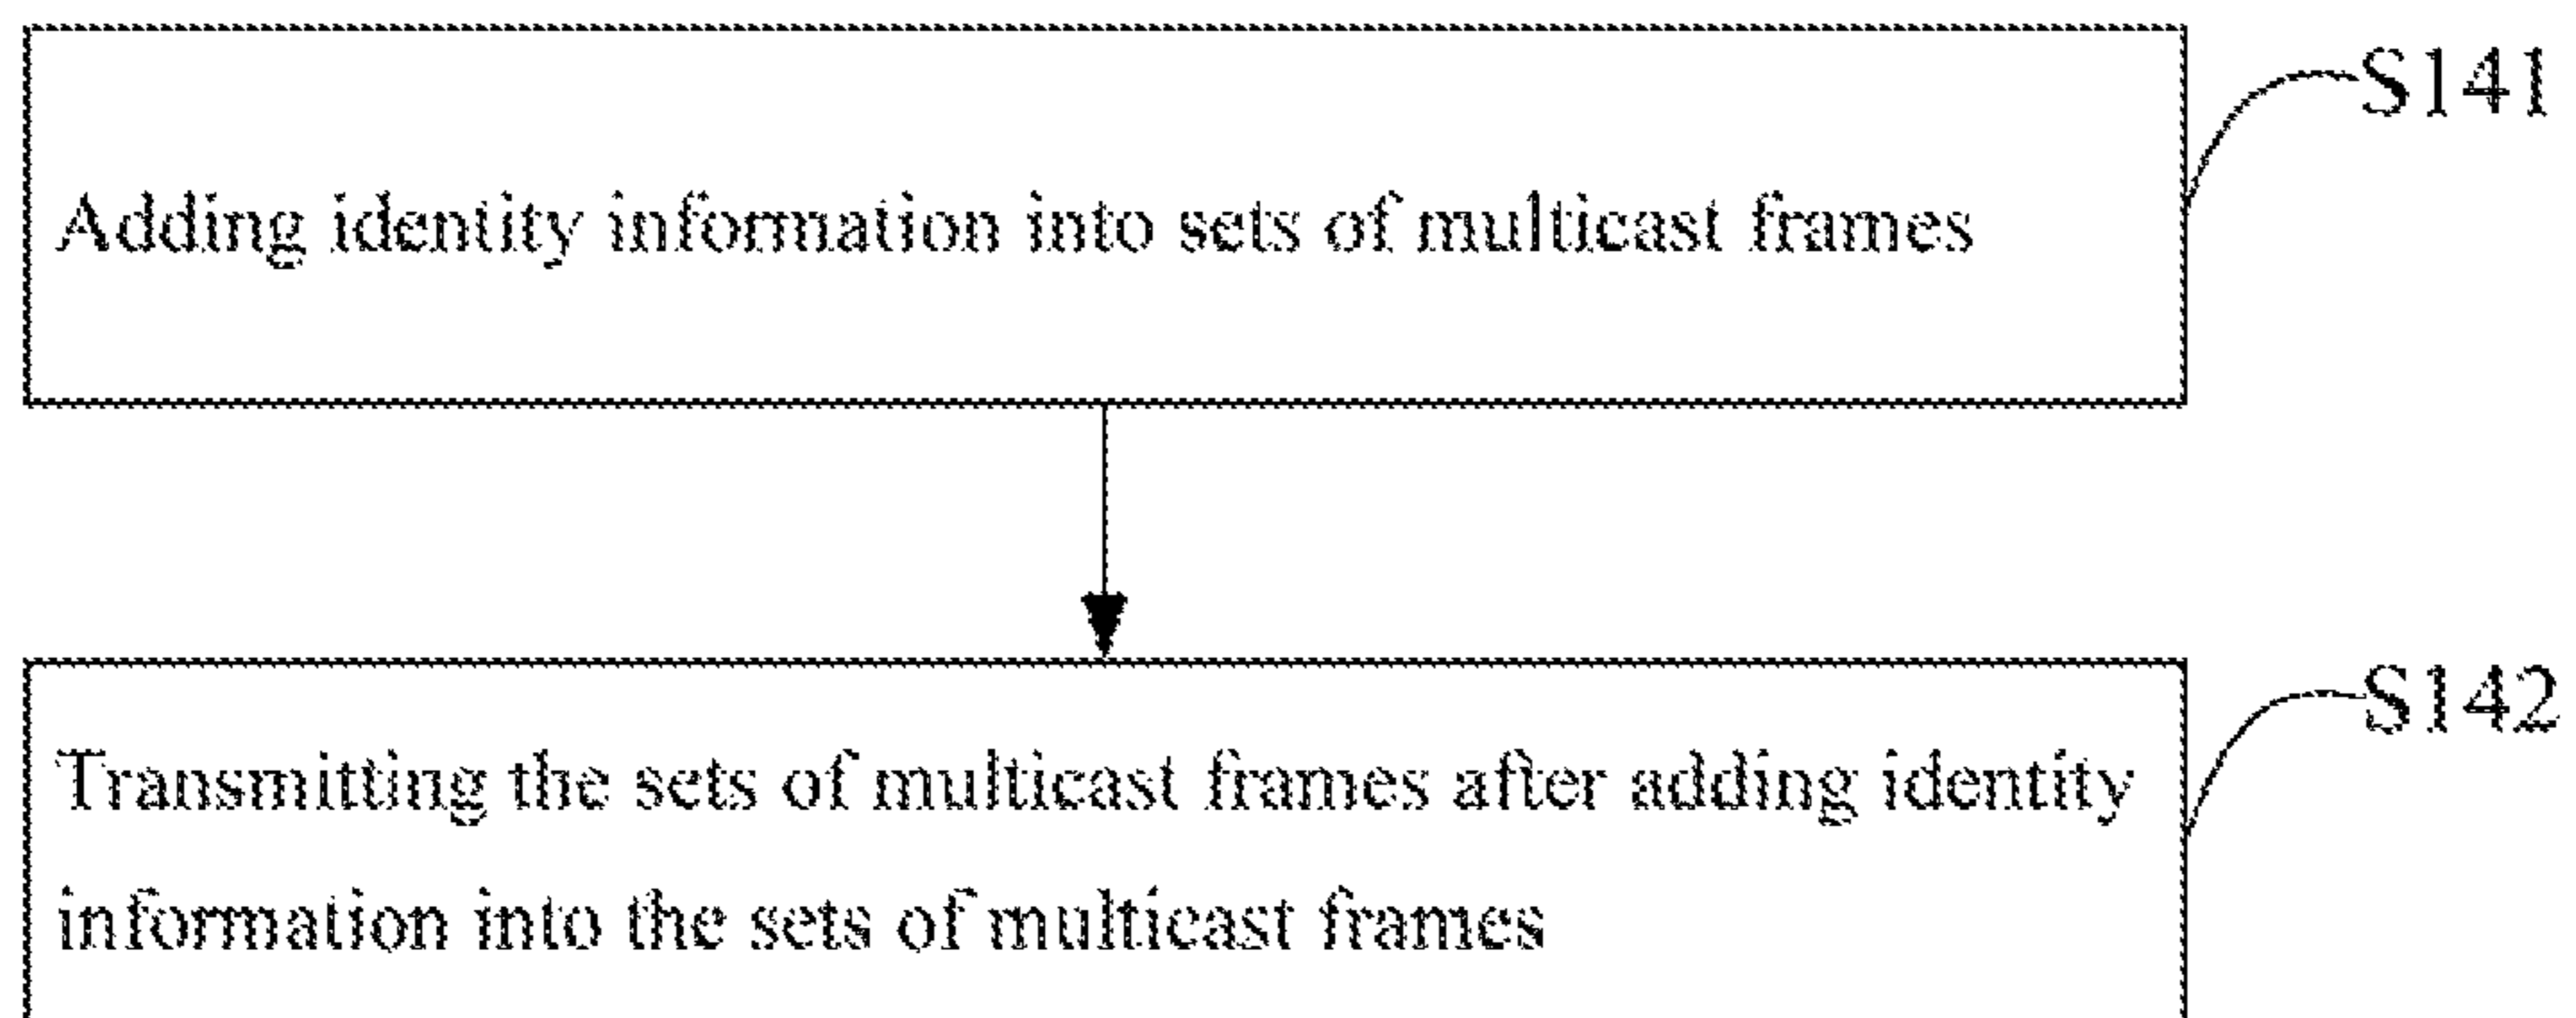 S141
Adding identity information into sets of multicast frames
S142
Transmitting the sets of multicast frames after adding identity
information into the sets of multicast frames